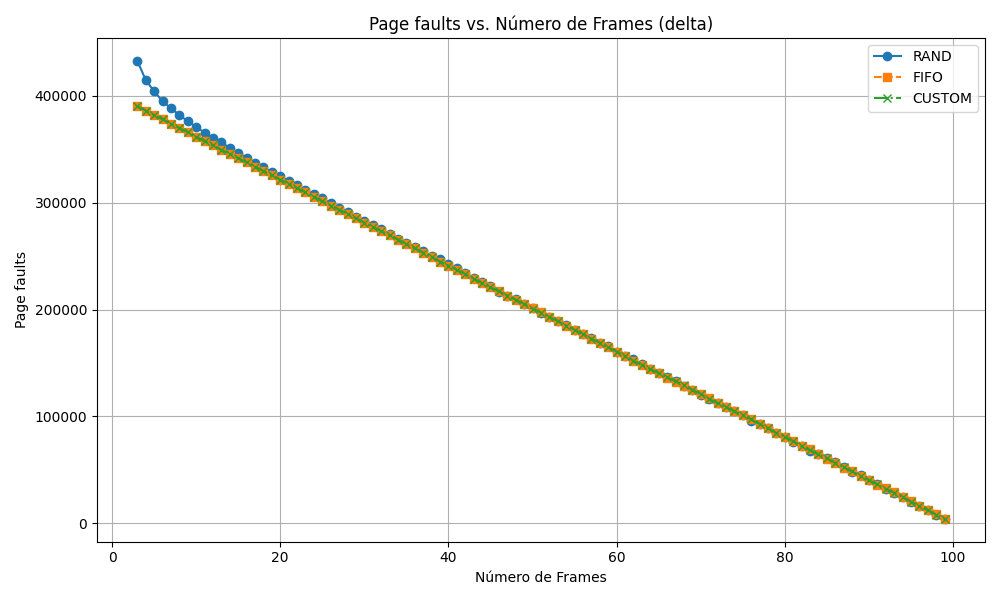 Page faults vs. Número de Frames (delta)
RAND
FIFO
CUSTOM
Page faults
400000
300000
200000
100000
0
0 20 40 60 80 100
Número de Frames